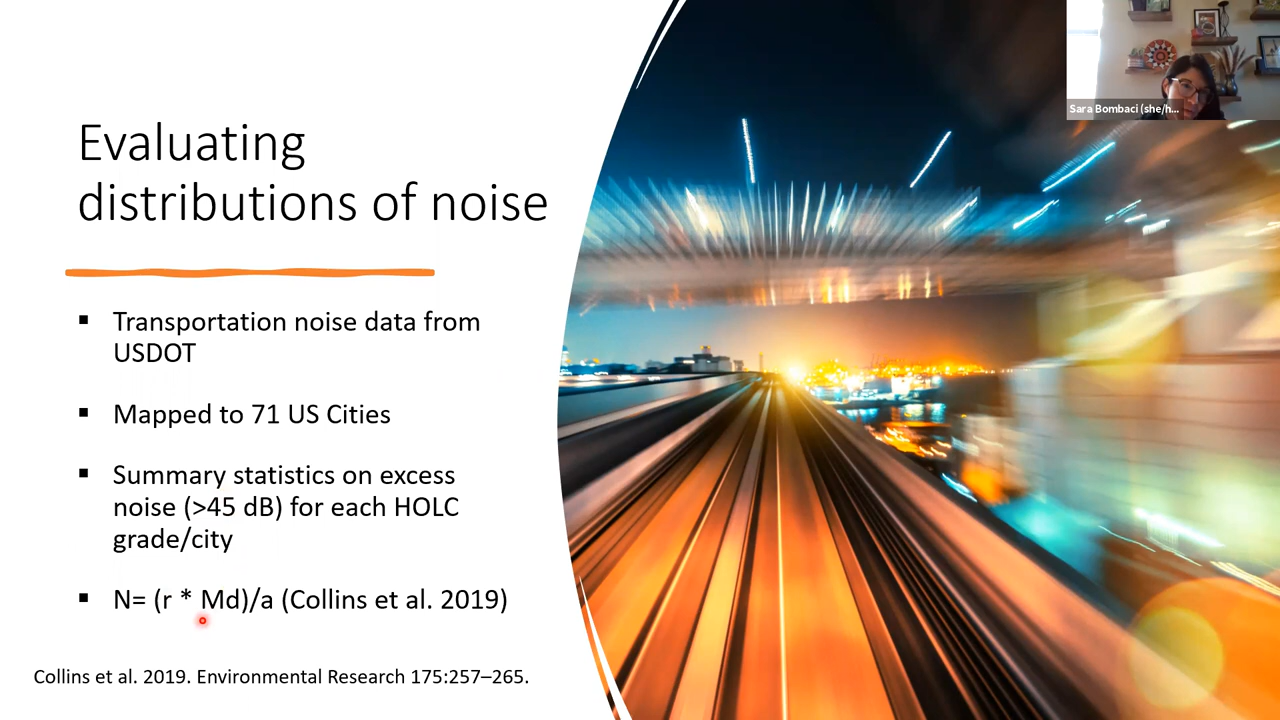 Evaluating
distributions of noise
Transportation noise data from
USDOT
Mapped to 71 US Cities
Summary statistics on excess
noise (>45 dB) for each HOLC
grade/city
N= (r * Md)/a (Collins et al. 2019)
Collins et al. 2019. Environmental Research 175:257–265.
Sara Bombaci (she/h...